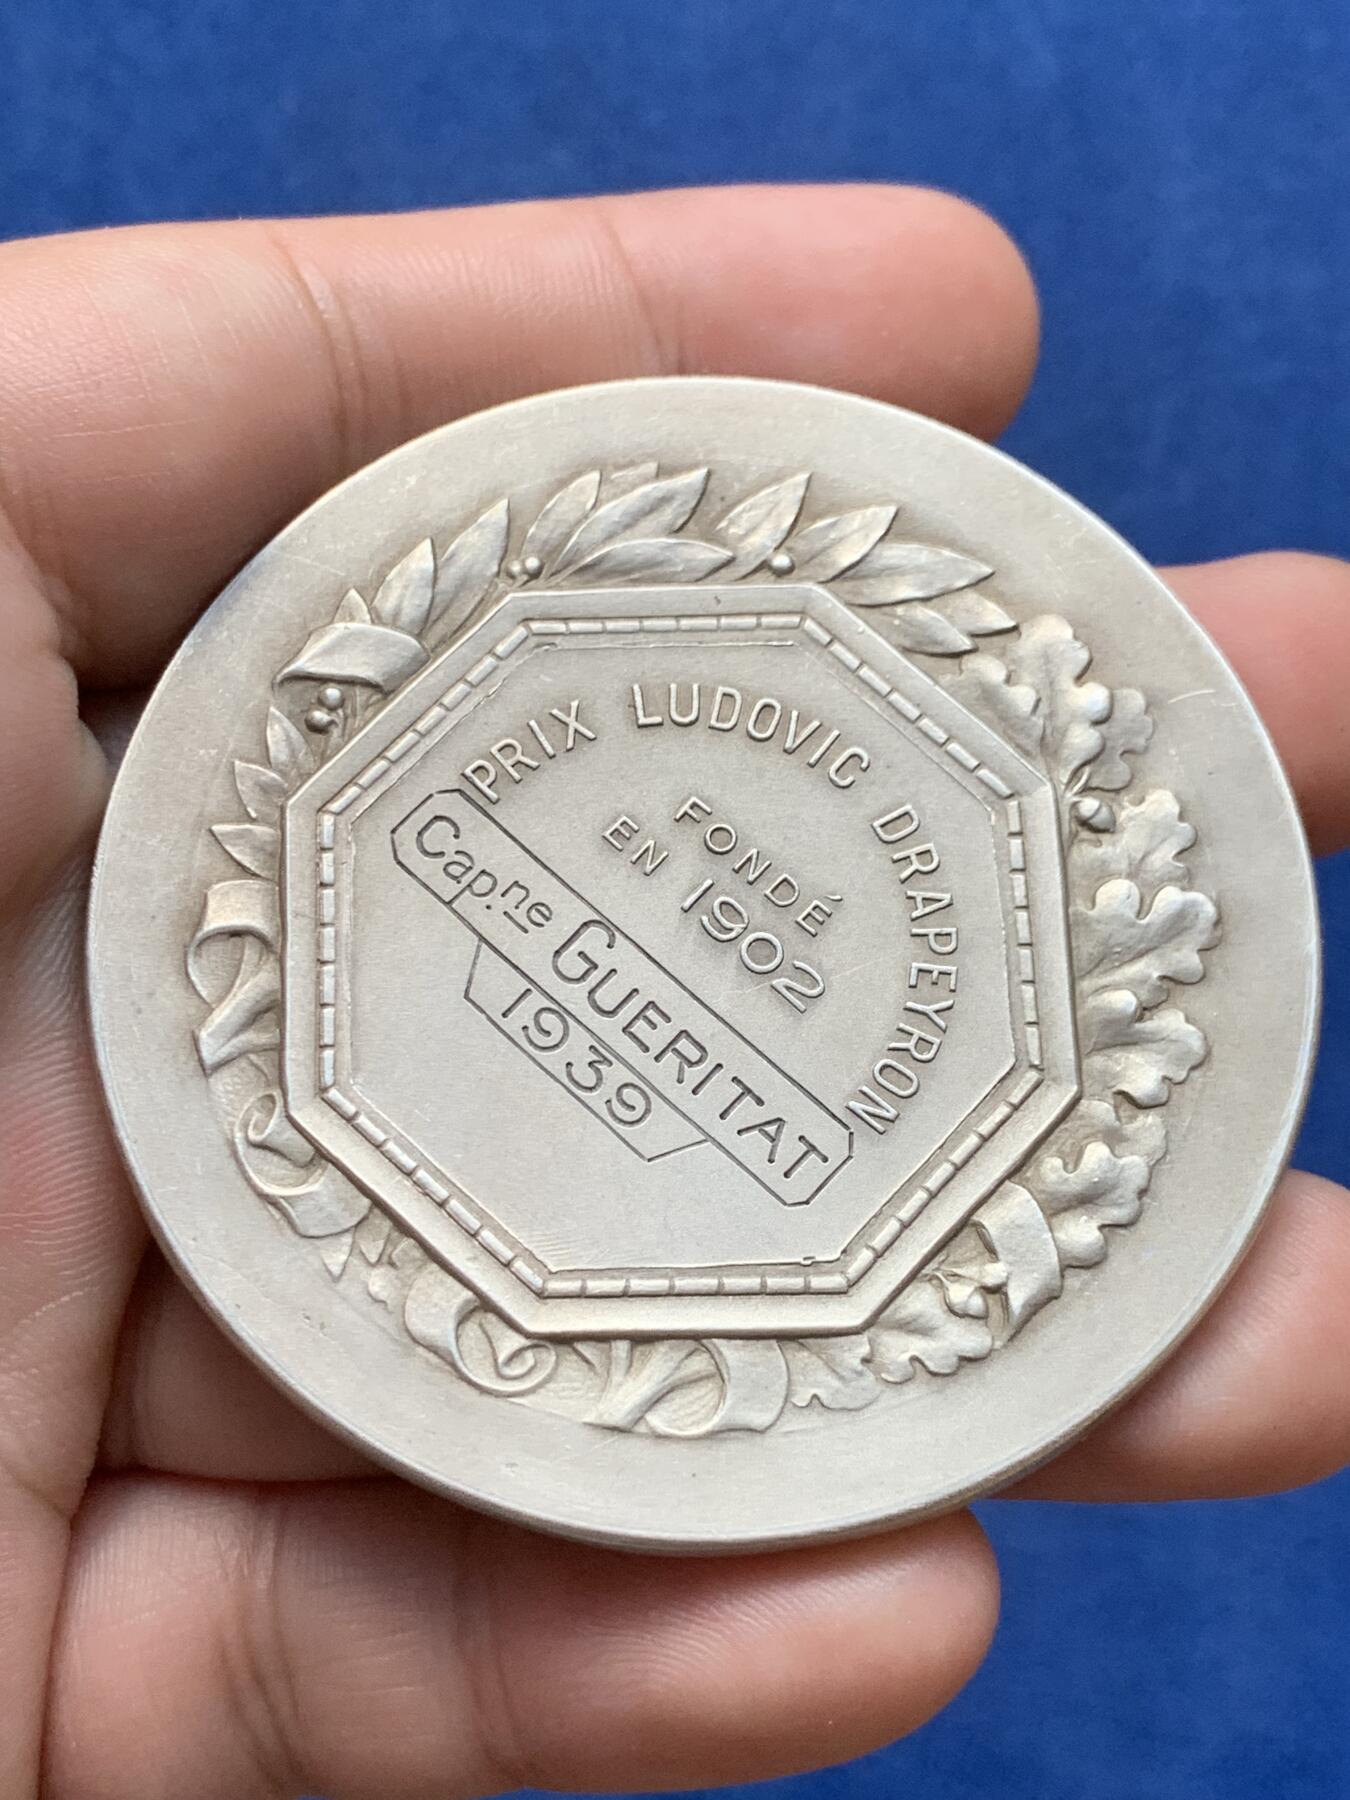 PRIX LUDOVIC DRAPEYRON
FONDÉ
EN 1902
Cap.ne GUERITAT
1939